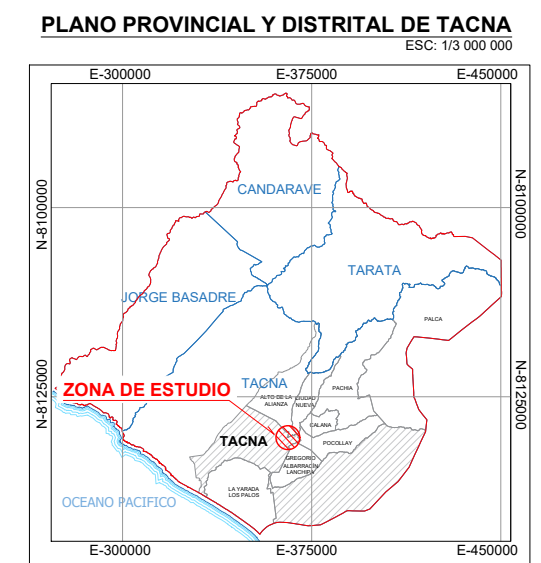 PLANO PROVINCIAL Y DISTRITAL DE TACNA
ESC: 1/3 000 000
E-300000
E-375000
E-450000
N-8100000
N-8100000
CANDARAVE
TARATA
JORGE BASADRE
PALCA
N-8125000
N-8125000
TACNA
PACHIA
ZONA DE ESTUDIO
ALTO DE LA
ALIANZA
CIUDAD
NUEVA
CALANA
TACNA
POCOLLAY
GREGORIO
ALBARRACÍN
LANCHIPA
LA YARADA
LOS PALOS
OCEANO PACIFICO
E-300000
E-375000
E-450000